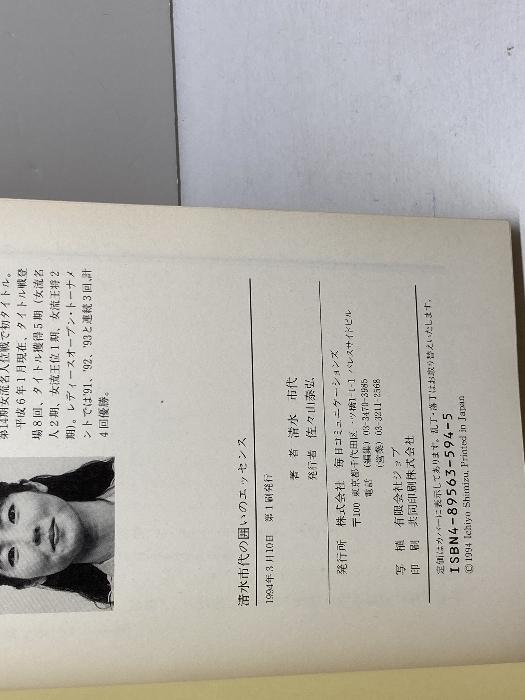 第14期女流名人位戦で初タイトル。
平成6年1月現在、タイトル戦登
場8回、タイトル獲得5期（女流名
人2期、女流王位1期、女流王将2
期）。レディースオープン・トーナメ
ントでは'91、'92、'93と連続3回、計
4回優勝。
清水市代の囲いのエッセンス
1994年3月10日 第1刷発行
著者 清水 市代
発行者 佐々山泰弘
発行所 株式会社 毎日コミュニケーションズ
〒100 東京都千代田区一ツ橋1-1-1 パレスサイドビル
電話 (編集) 03-3470-3985
(営業) 03-3211-2568
写植 有限会社ジョブ
印刷 共同印刷株式会社
定価はカバーに表示してあります。乱丁・落丁はお取り替えいたします。
ISBN4-89563-594-5
© 1994 Ichiyo Shimizu, Printed in Japan